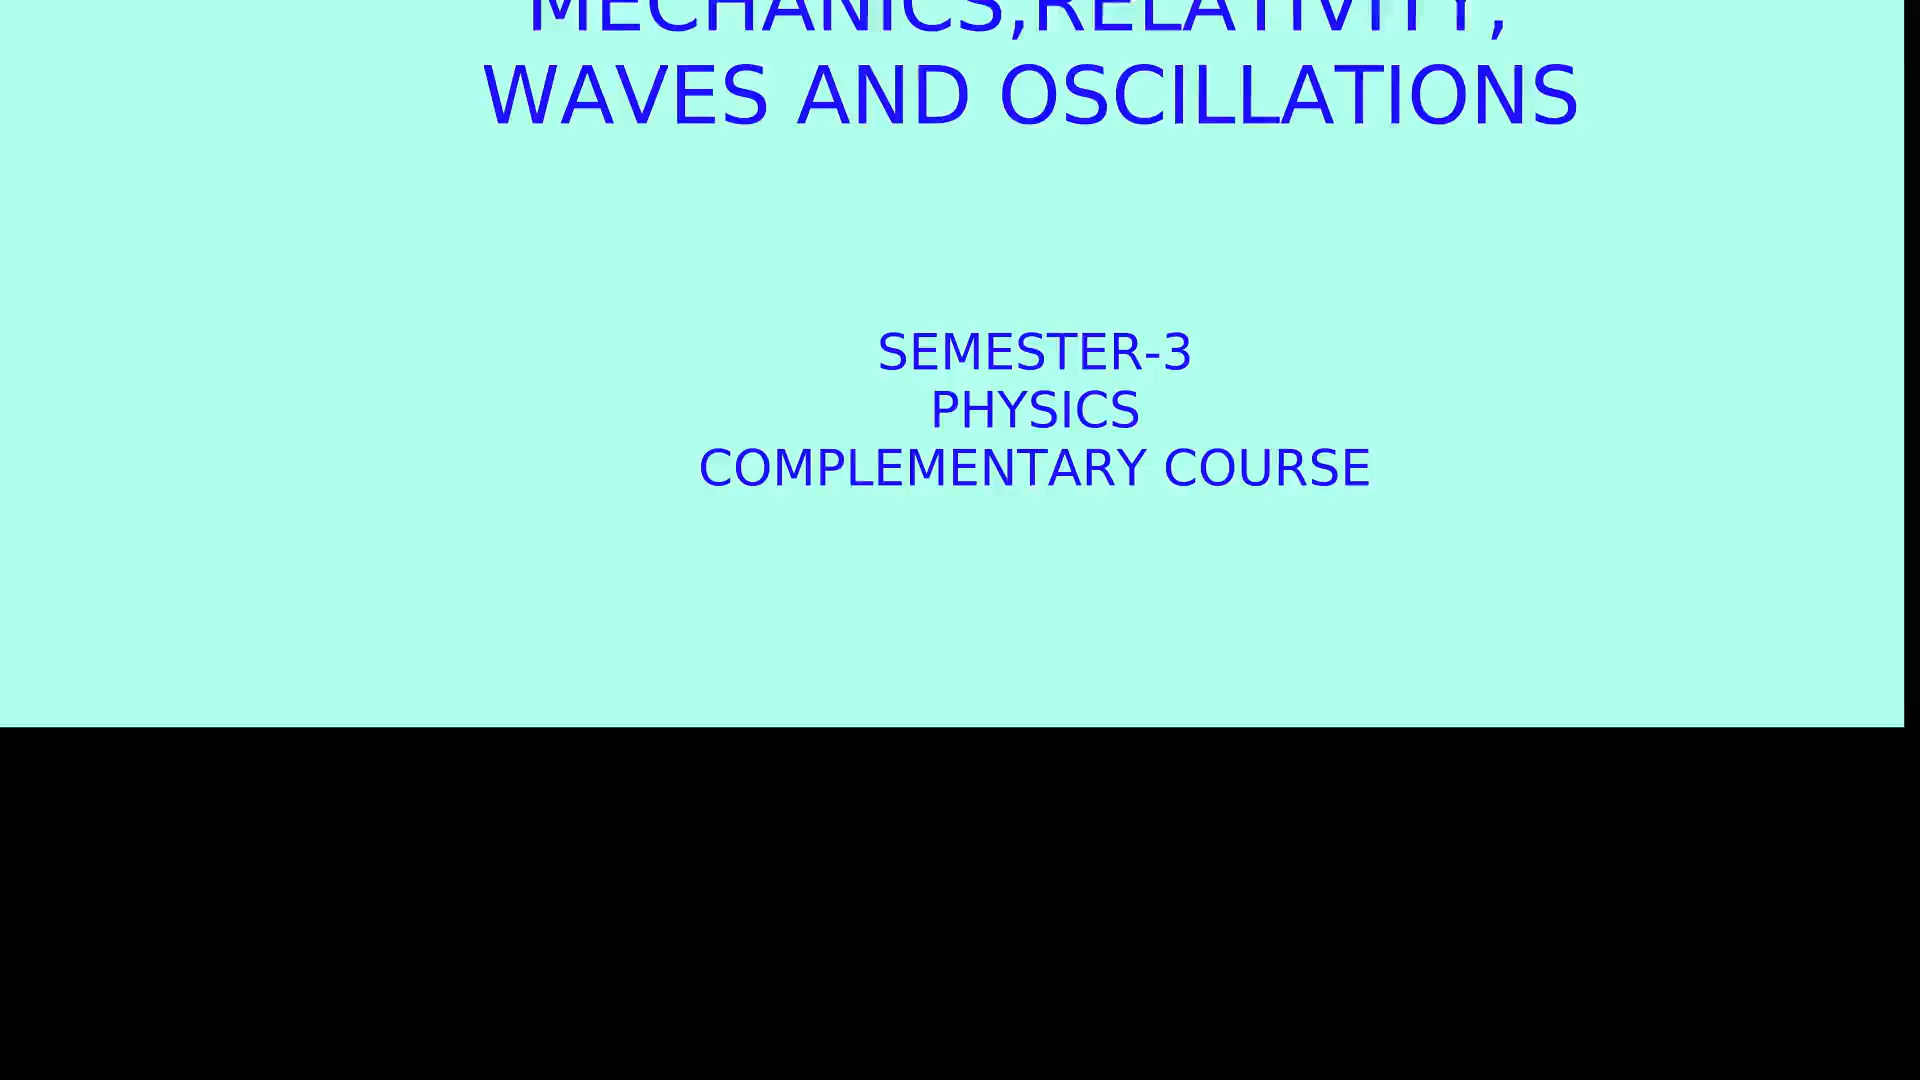 MECHANICS,RELATIVITY,
WAVES AND OSCILLATIONS
SEMESTER-3
PHYSICS
COMPLEMENTARY COURSE